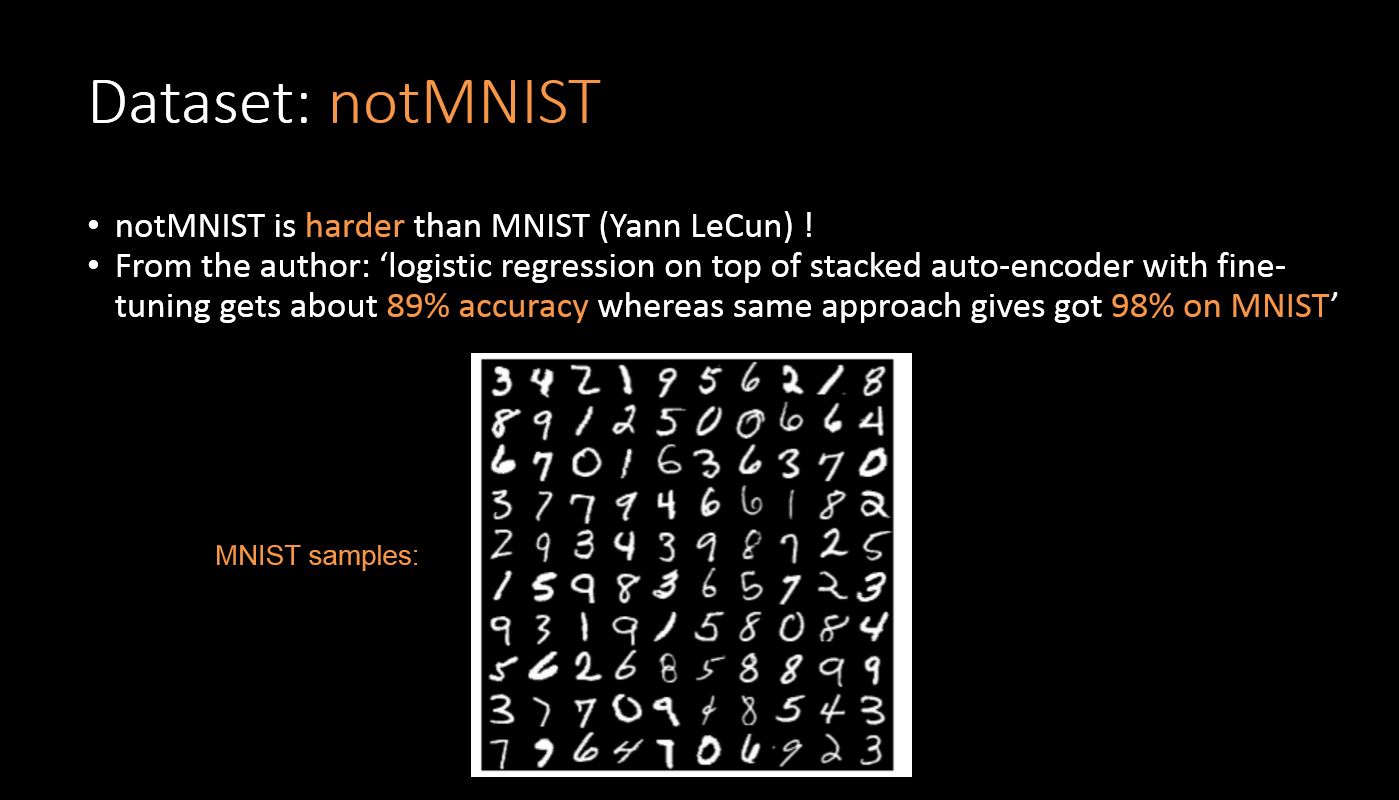 Dataset: notMNIST
• notMNIST is harder than MNIST (Yann LeCun) !
• From the author: ‘logistic regression on top of stacked auto-encoder with fine-
tuning gets about 89% accuracy whereas same approach gives got 98% on MNIST’
MNIST samples:
3 4 2 1 9 5 6 2 1 8
8 9 1 2 5 0 0 6 6 4
6 7 0 1 6 3 6 3 7 0
3 7 7 9 4 6 6 1 8 2
2 9 3 4 3 9 8 7 2 5
1 5 9 8 3 6 5 7 2 3
9 3 1 9 1 5 8 0 8 4
5 6 2 6 8 5 8 8 9 9
3 7 7 0 9 4 8 5 4 3
7 9 6 4 7 0 6 9 2 3